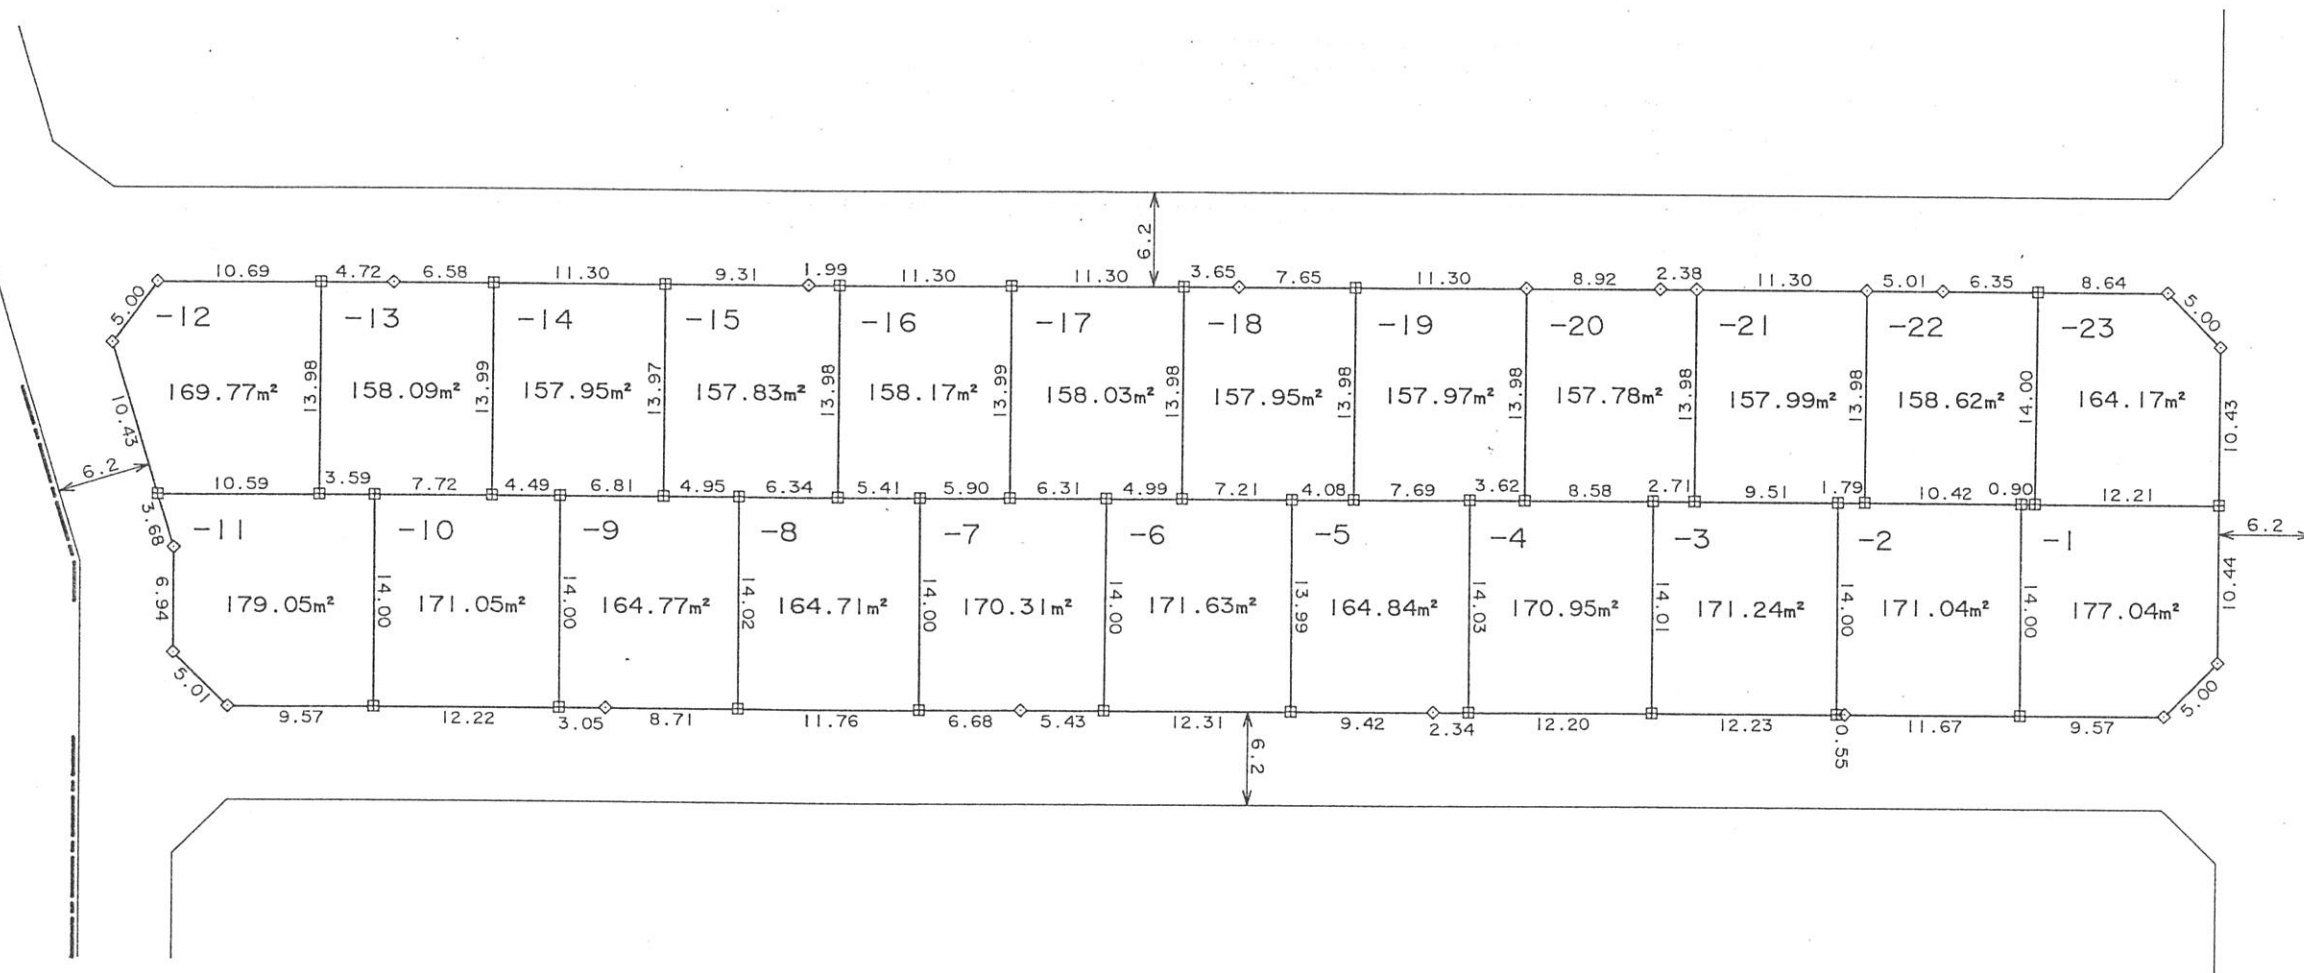 6.2
10.69 4.72 6.58 11.30 9.31 1.99 11.30 11.30 3.65 7.65 11.30 8.92 2.38 11.30 5.01 6.35 8.64
5.00 5.00
-12 -13 -14 -15 -16 -17 -18 -19 -20 -21 -22 -23
13.98 13.99 13.97 13.98 13.99 13.98 13.98 13.98 13.98 13.98 14.00
169.77m² 158.09m² 157.95m² 157.83m² 158.17m² 158.03m² 157.95m² 157.97m² 157.78m² 157.99m² 158.62m² 164.17m²
10.43 10.43
6.2
10.59 3.59 7.72 4.49 6.81 4.95 6.34 5.41 5.90 6.31 4.99 7.21 4.08 7.69 3.62 8.58 2.71 9.51 1.79 10.42 0.90 12.21
3.68 6.2
-11 -10 -9 -8 -7 -6 -5 -4 -3 -2 -1
6.94 14.00 14.00 14.02 14.00 14.00 13.99 14.03 14.01 14.00 14.00 10.44
179.05m² 171.05m² 164.77m² 164.71m² 170.31m² 171.63m² 164.84m² 170.95m² 171.24m² 171.04m² 177.04m²
5.01 5.00
9.57 12.22 3.05 8.71 11.76 6.68 5.43 12.31 9.42 2.34 12.20 12.23 0.55 11.67 9.57
6.2